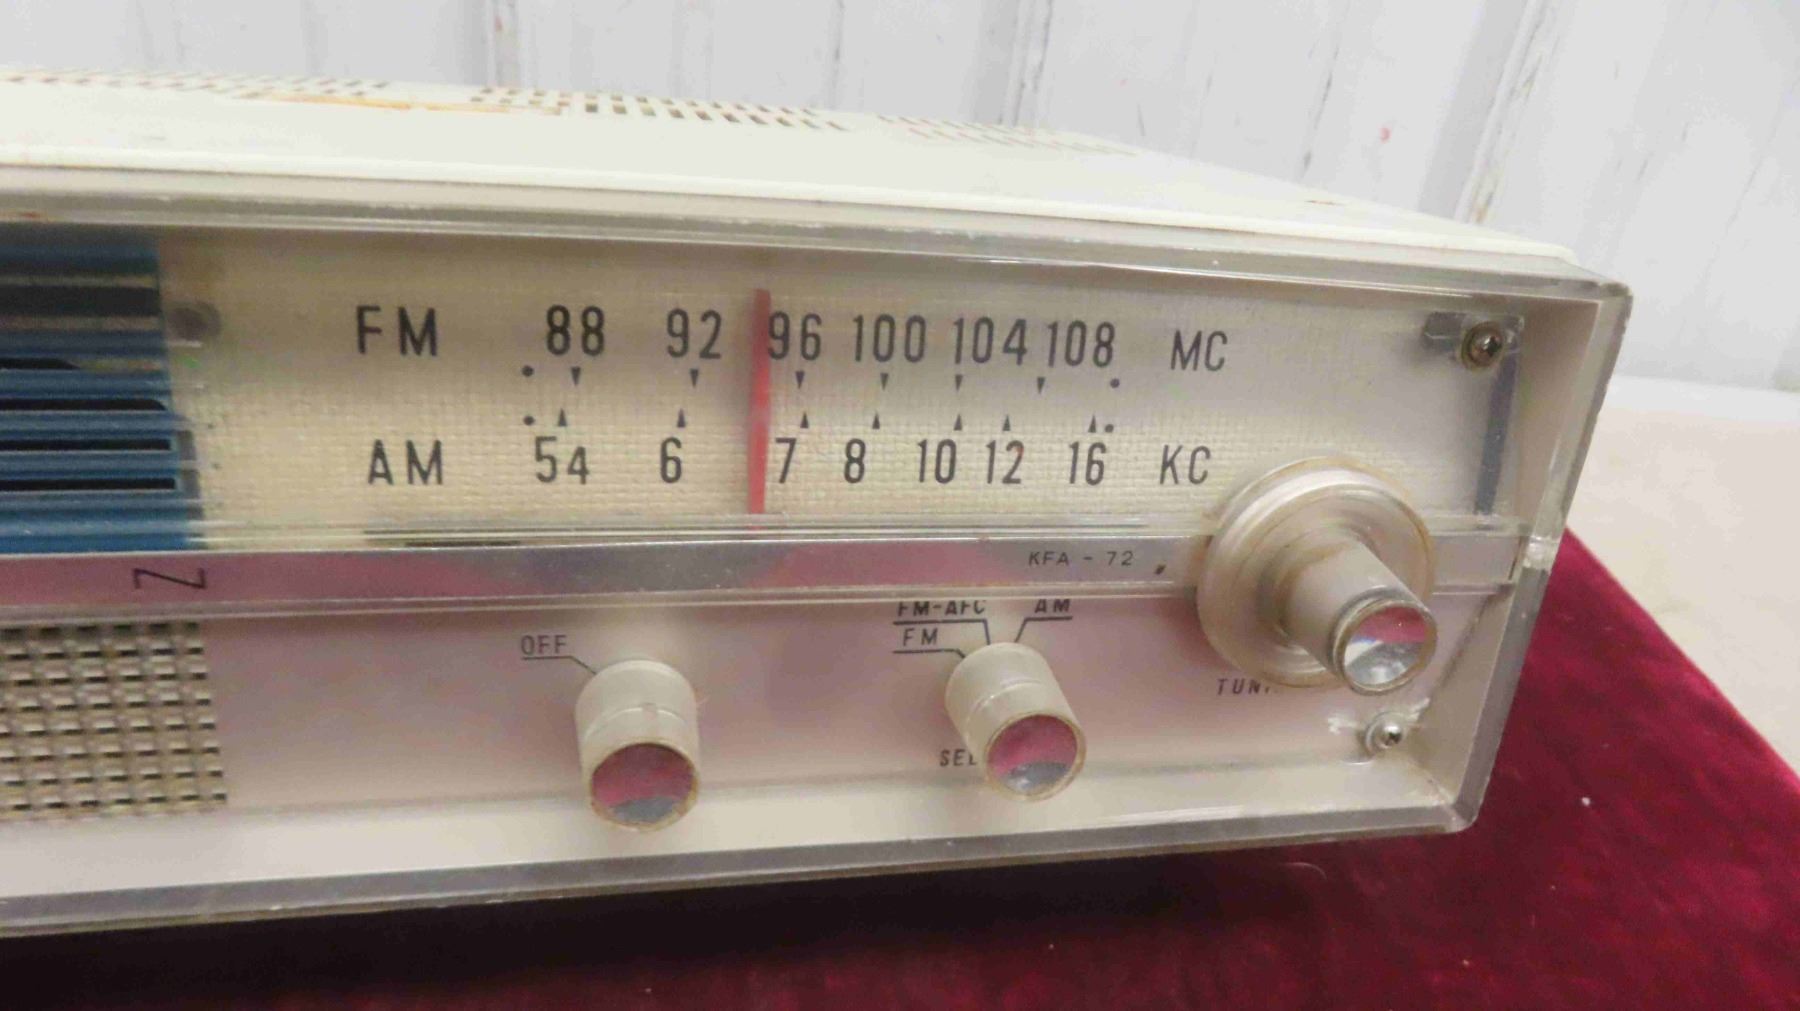 FM 88 92 96 100 104 108 MC
AM 54 6 7 8 10 12 16 KC
KFA - 72
FM-AFC AM
OFF FM